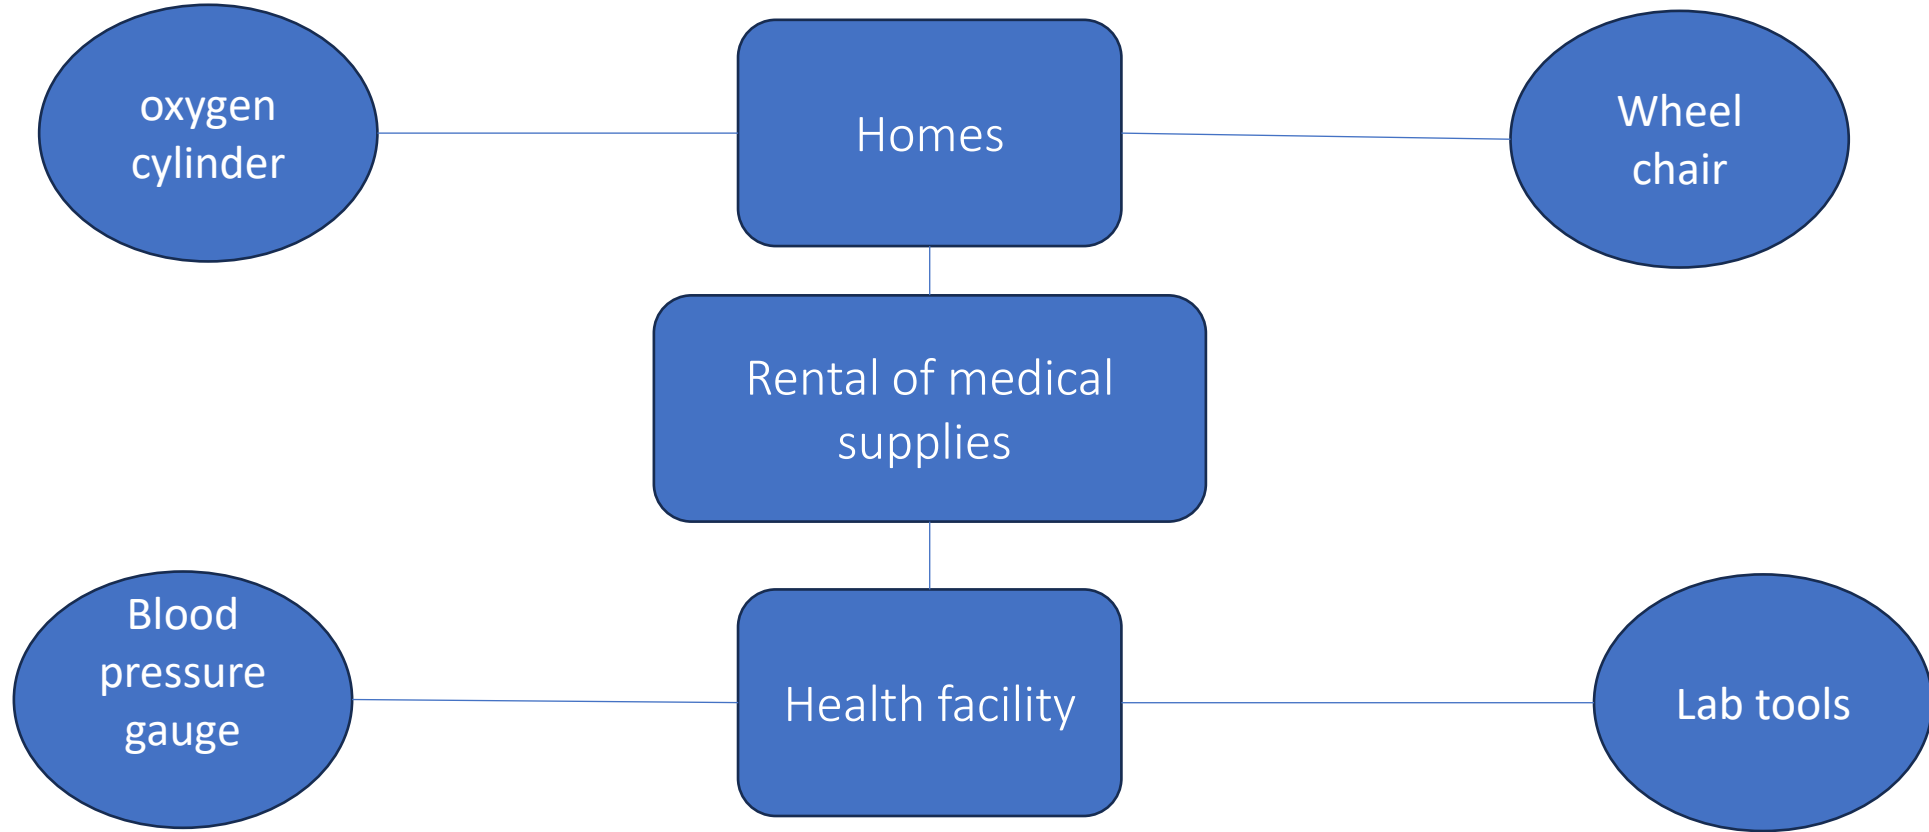 oxygen
cylinder
Homes
Wheel
chair
Rental of medical
supplies
Blood
pressure
gauge
Health facility
Lab tools